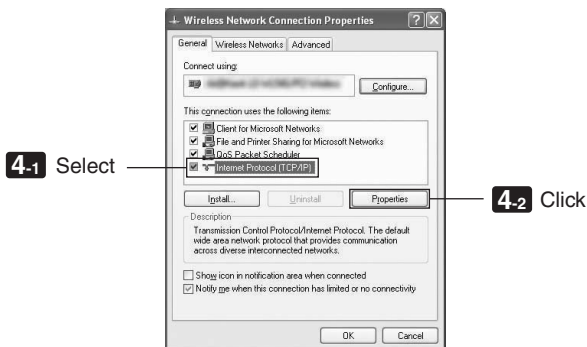 Wireless Network Connection Properties
General Wireless Networks Advanced
Connect using:
Configure...
This connection uses the following items:
Client for Microsoft Networks
File and Printer Sharing for Microsoft Networks
QoS Packet Scheduler
4-1 Select
Internet Protocol (TCP/IP)
Install... Uninstall Properties
4-2 Click
Description
Transmission Control Protocol/Internet Protocol. The default
wide area network protocol that provides communication
across diverse interconnected networks.
Show icon in notification area when connected
Notify me when this connection has limited or no connectivity
OK Cancel